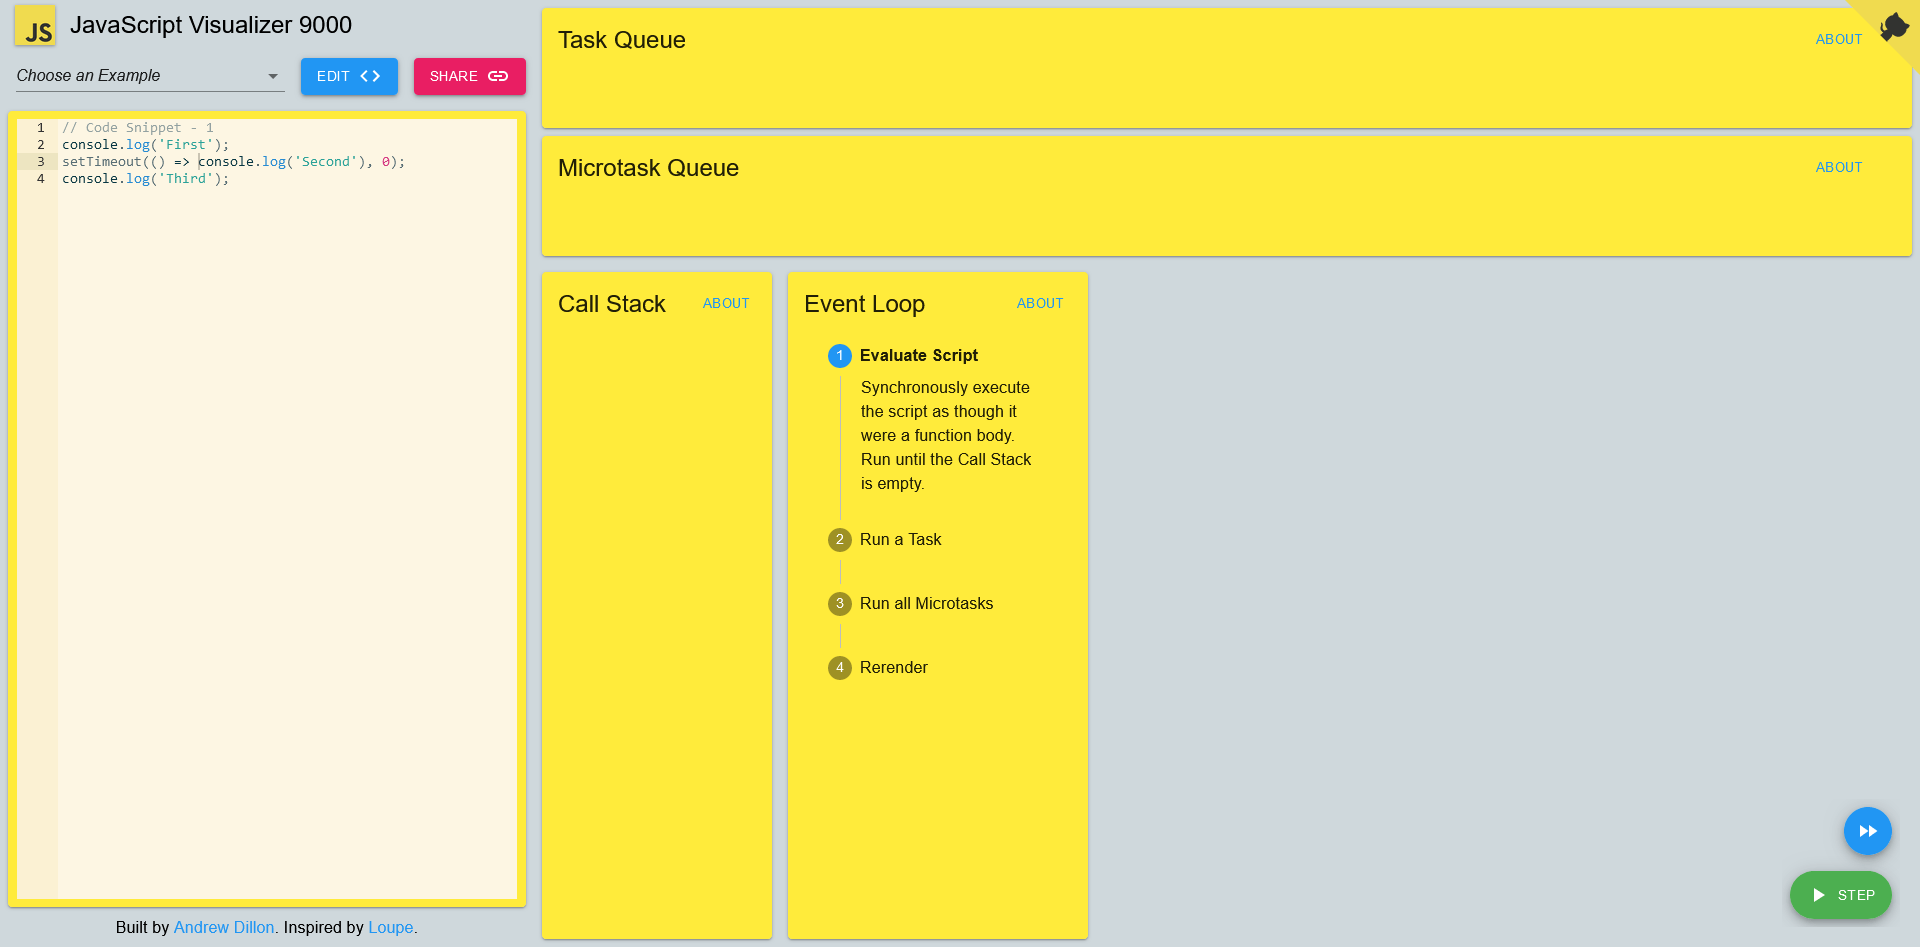 JS JavaScript Visualizer 9000
Choose an Example
EDIT
SHARE
1 // Code Snippet - 1
2 console.log('First');
3 setTimeout(() => console.log('Second'), 0);
4 console.log('Third');
Built by Andrew Dillon. Inspired by Loupe.
Task Queue ABOUT
Microtask Queue ABOUT
Call Stack ABOUT
Event Loop ABOUT
1 Evaluate Script
Synchronously execute
the script as though it
were a function body.
Run until the Call Stack
is empty.
2 Run a Task
3 Run all Microtasks
4 Rerender
STEP